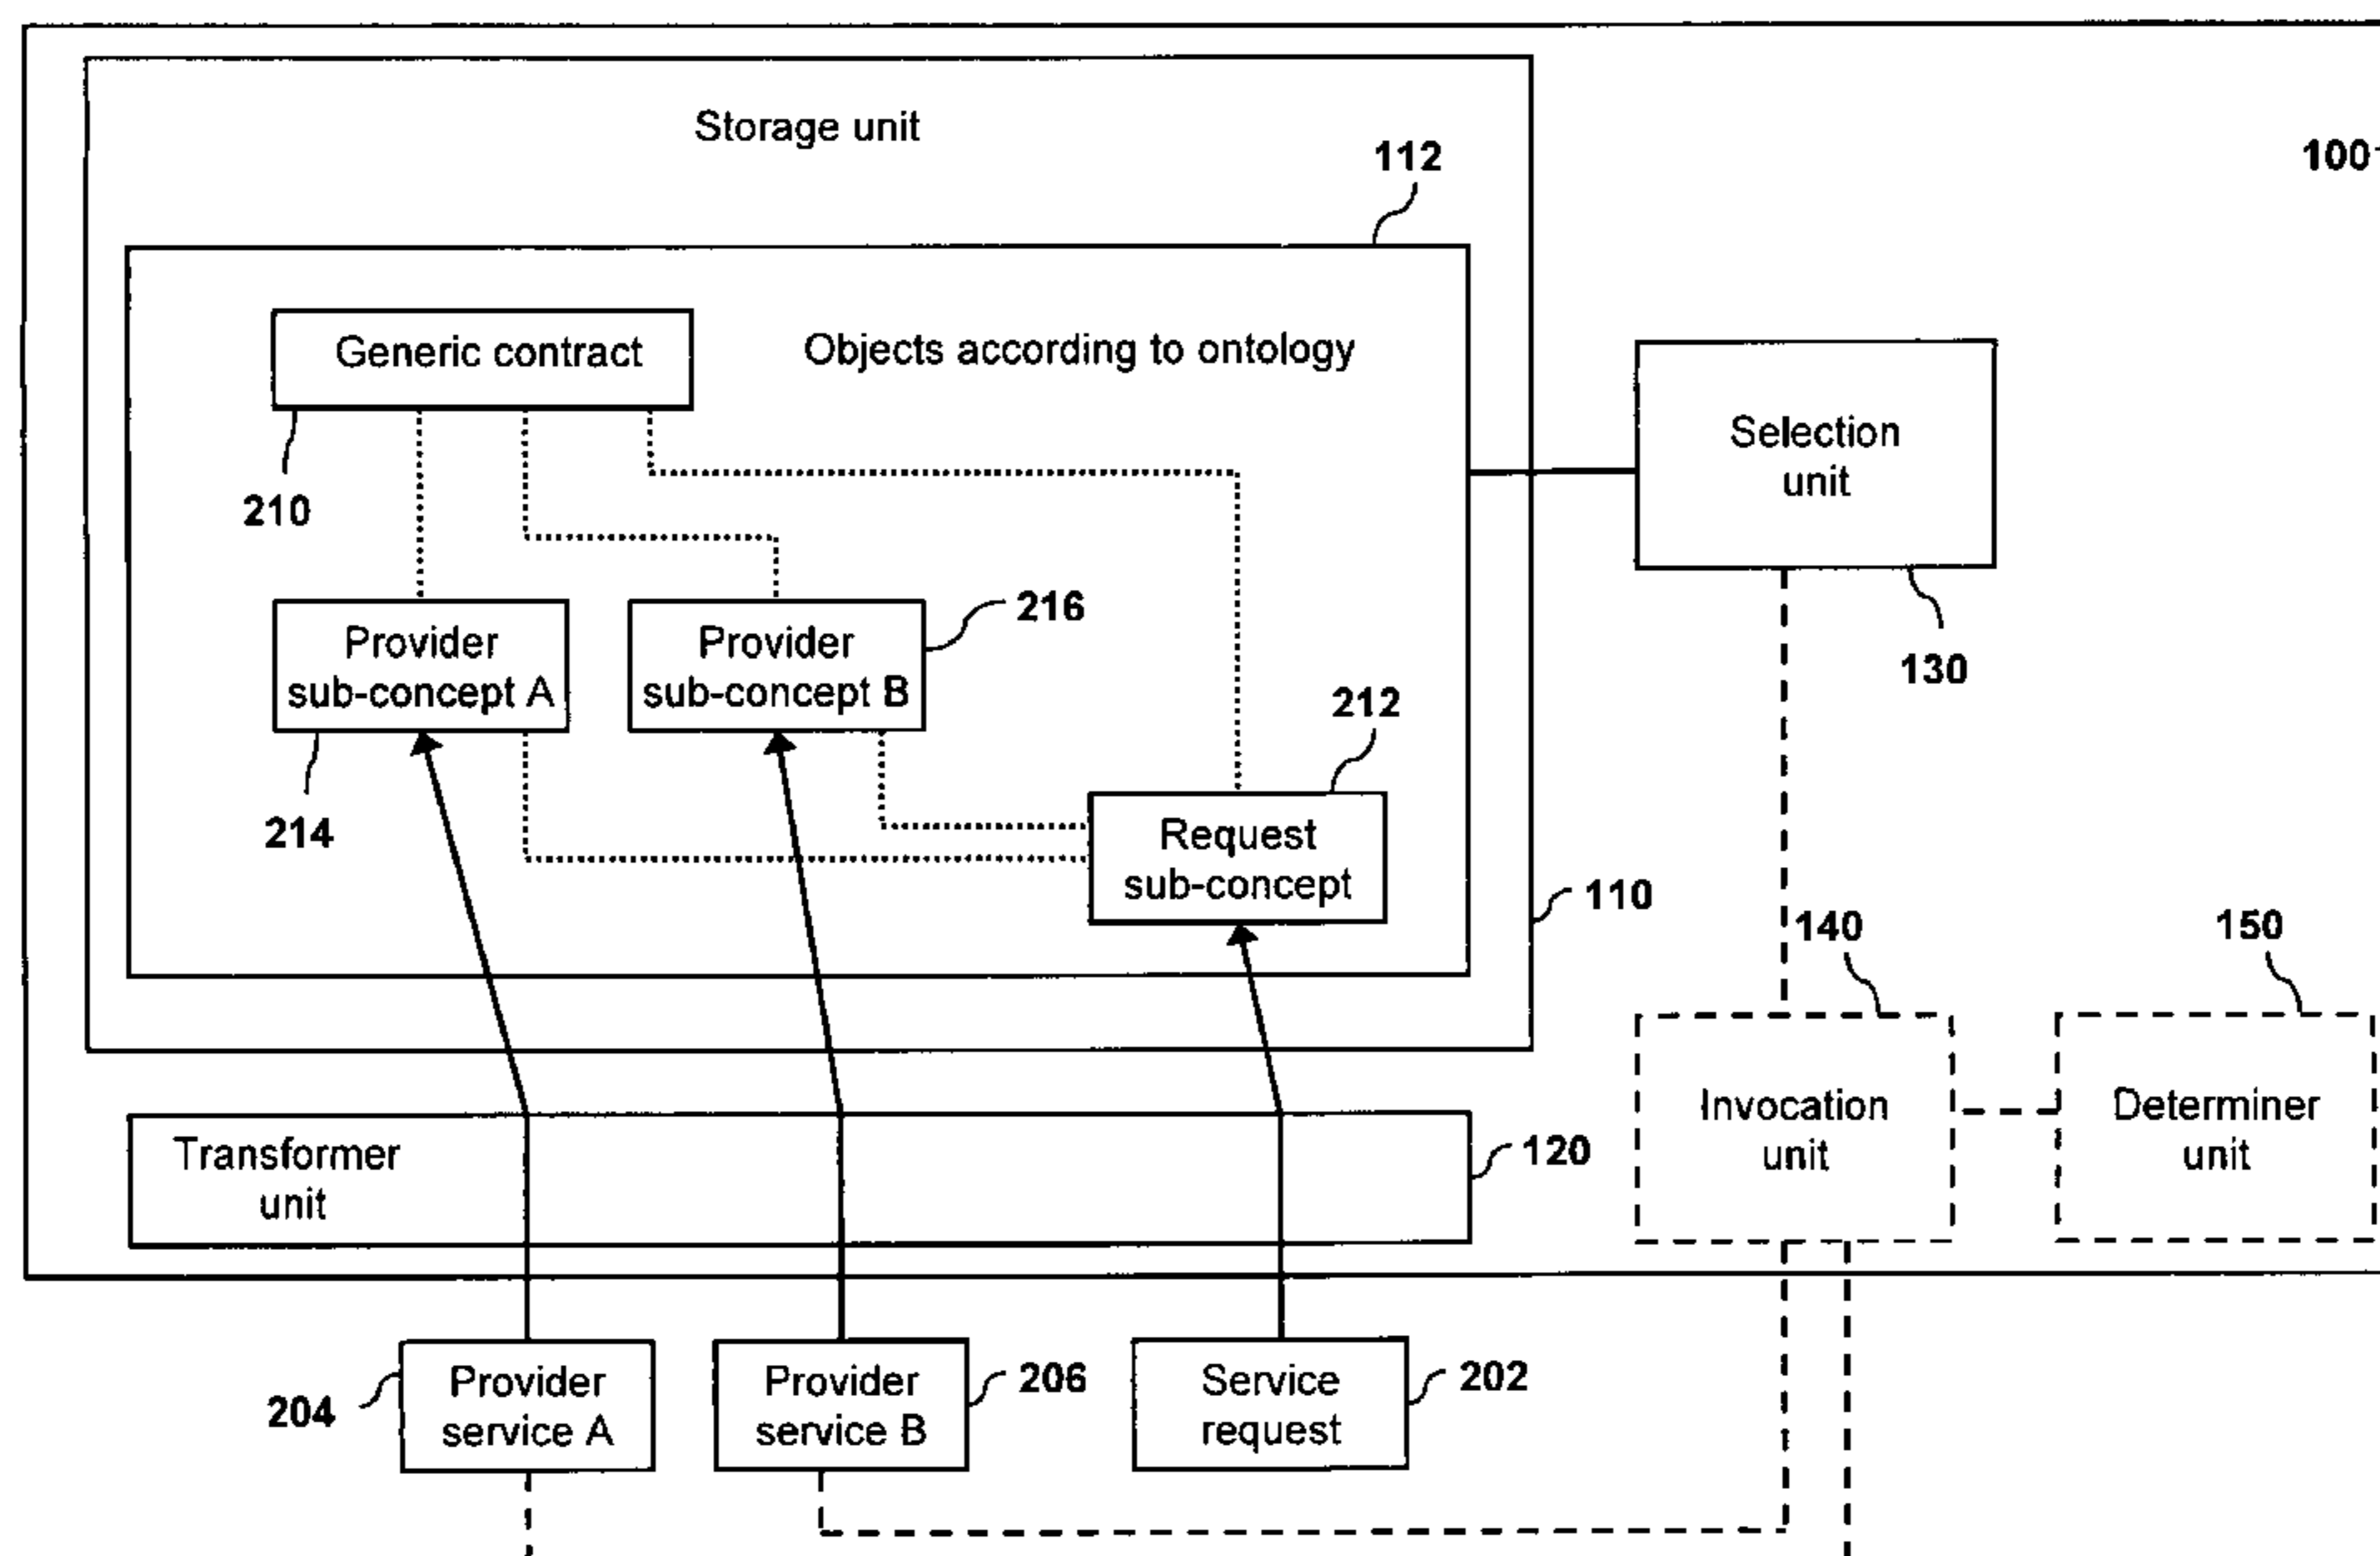 Storage unit
112
100
Generic contract
Objects according to ontology
Selection
unit
210
216
Provider
sub-concept A
Provider
sub-concept B
130
212
214
Request
sub-concept
110
140
150
Invocation
unit
Determiner
unit
Transformer
unit
120
204
Provider
service A
Provider
service B
206
Service
request
202